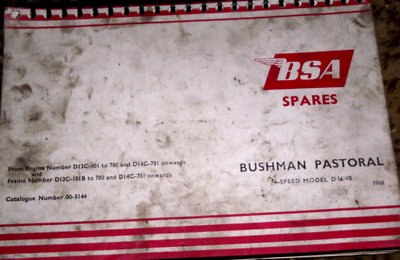 BSA
SPARES
From Engine Number D13C-101 to 780 and D14C-781 onwards
and
Frame Number D13C-101B to 780 and D14C-781 onwards
Catalogue Number 00-5144
BUSHMAN PASTORAL
4-SPEED MODEL D14/4B
1968